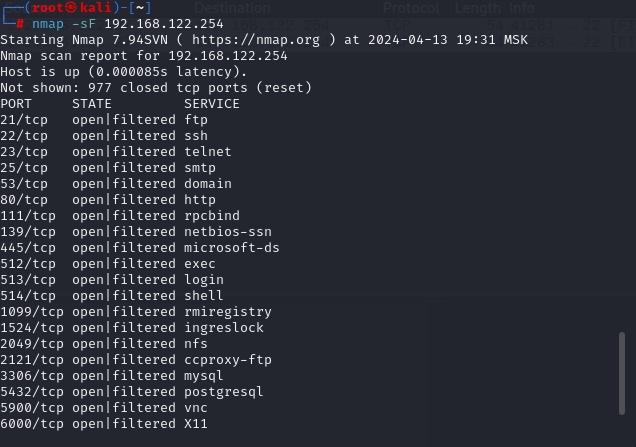 Destination Protocol Length Info
(root㉿kali)-[~]
# nmap -sF 192.168.122.254
Starting Nmap 7.94SVN ( https://nmap.org ) at 2024-04-13 19:31 MSK
Nmap scan report for 192.168.122.254
Host is up (0.000085s latency).
Not shown: 977 closed tcp ports (reset)
PORT STATE SERVICE
21/tcp open|filtered ftp
22/tcp open|filtered ssh
23/tcp open|filtered telnet
25/tcp open|filtered smtp
53/tcp open|filtered domain
80/tcp open|filtered http
111/tcp open|filtered rpcbind
139/tcp open|filtered netbios-ssn
445/tcp open|filtered microsoft-ds
512/tcp open|filtered exec
513/tcp open|filtered login
514/tcp open|filtered shell
1099/tcp open|filtered rmiregistry
1524/tcp open|filtered ingreslock
2049/tcp open|filtered nfs
2121/tcp open|filtered ccproxy-ftp
3306/tcp open|filtered mysql
5432/tcp open|filtered postgresql
5900/tcp open|filtered vnc
6000/tcp open|filtered X11